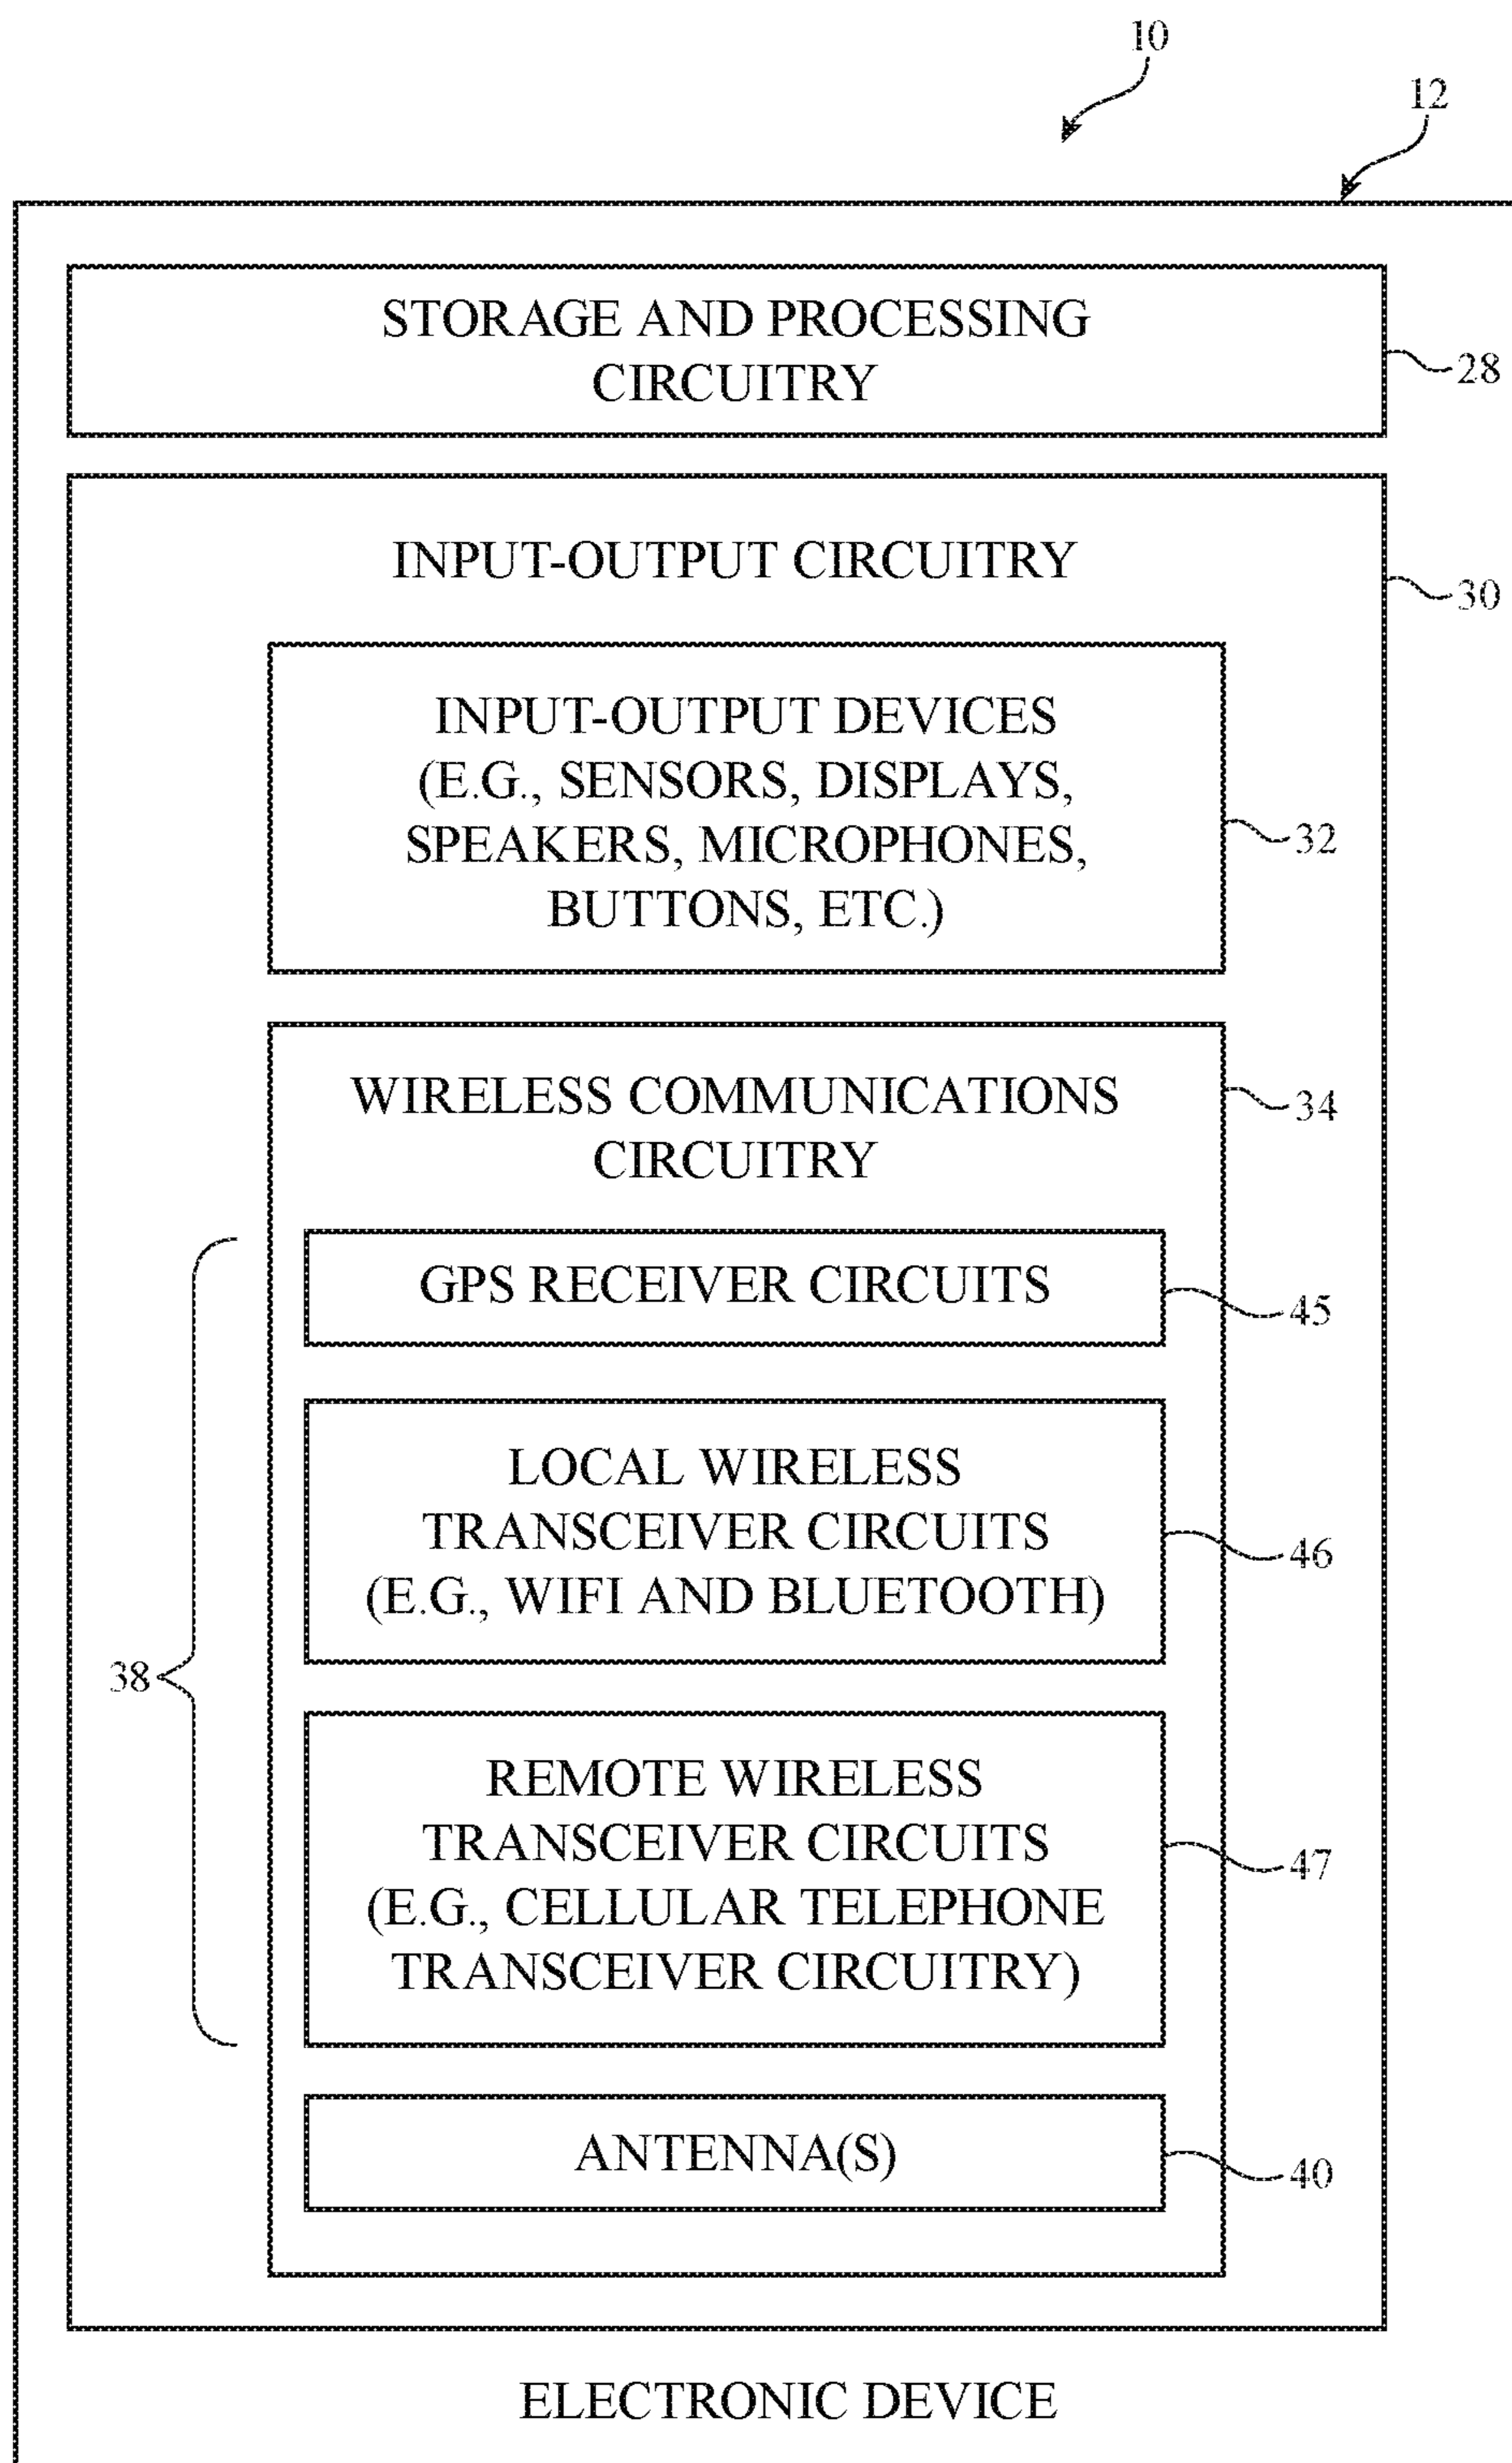 10
12
STORAGE AND PROCESSING
CIRCUITRY
28
INPUT-OUTPUT CIRCUITRY
30
INPUT-OUTPUT DEVICES
(E.G., SENSORS, DISPLAYS,
SPEAKERS, MICROPHONES,
BUTTONS, ETC.)
32
WIRELESS COMMUNICATIONS
CIRCUITRY
34
GPS RECEIVER CIRCUITS
45
LOCAL WIRELESS
TRANSCEIVER CIRCUITS
(E.G., WIFI AND BLUETOOTH)
46
38
REMOTE WIRELESS
TRANSCEIVER CIRCUITS
(E.G., CELLULAR TELEPHONE
TRANSCEIVER CIRCUITRY)
47
ANTENNA(S)
40
ELECTRONIC DEVICE